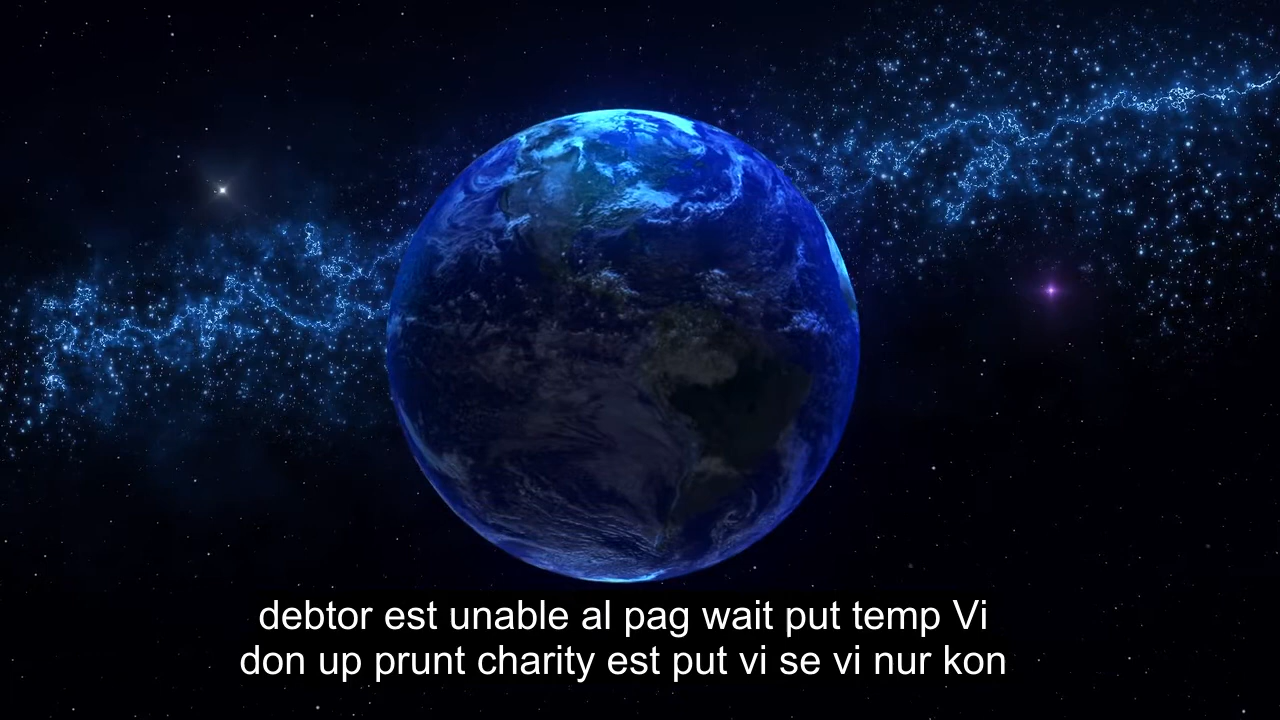 debtor est unable al pag wait put temp Vi
don up prunt charity est put vi se vi nur kon